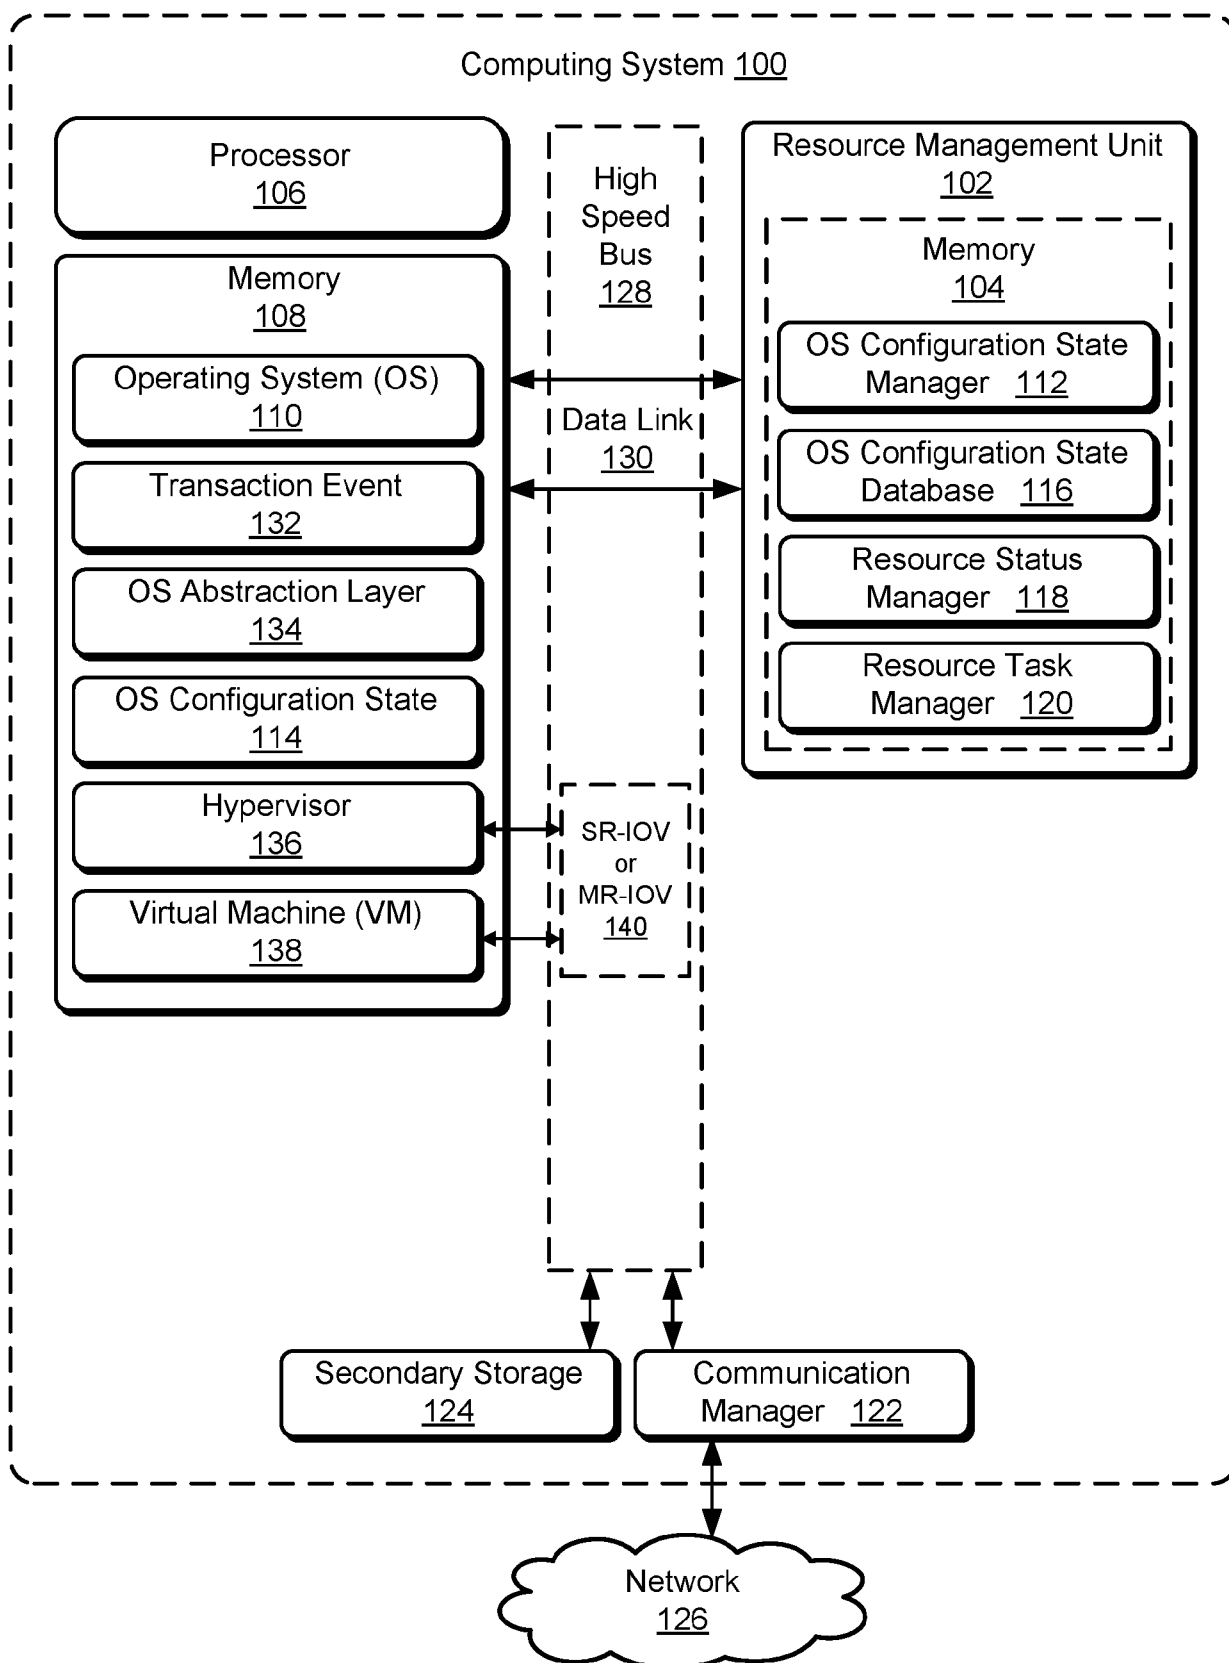 Computing System 100
Processor
106
Memory
108
Operating System (OS)
110
Transaction Event
132
OS Abstraction Layer
134
OS Configuration State
114
Hypervisor
136
Virtual Machine (VM)
138
High
Speed
Bus
128
Data Link
130
SR-IOV
or
MR-IOV
140
Resource Management Unit
102
Memory
104
OS Configuration State
Manager 112
OS Configuration State
Database 116
Resource Status
Manager 118
Resource Task
Manager 120
Secondary Storage
124
Communication
Manager 122
Network
126